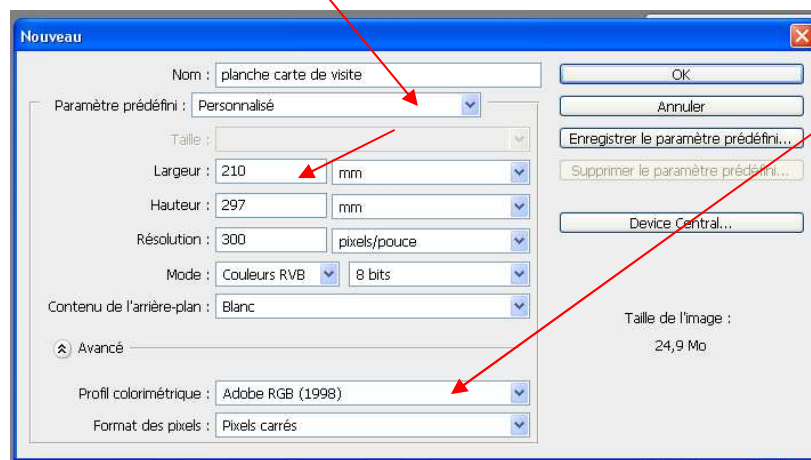 Nouveau
Nom : planche carte de visite
OK
Paramètre prédéfini : Personnalisé
Annuler
Taille :
Enregistrer le paramètre prédéfini...
Largeur : 210 mm
Supprimer le paramètre prédéfini...
Hauteur : 297 mm
Device Central...
Résolution : 300 pixels/pouce
Mode : Couleurs RVB 8 bits
Contenu de l'arrière-plan : Blanc
Taille de l'image :
Avancé
24,9 Mo
Profil colorimétrique : Adobe RGB (1998)
Format des pixels : Pixels carrés